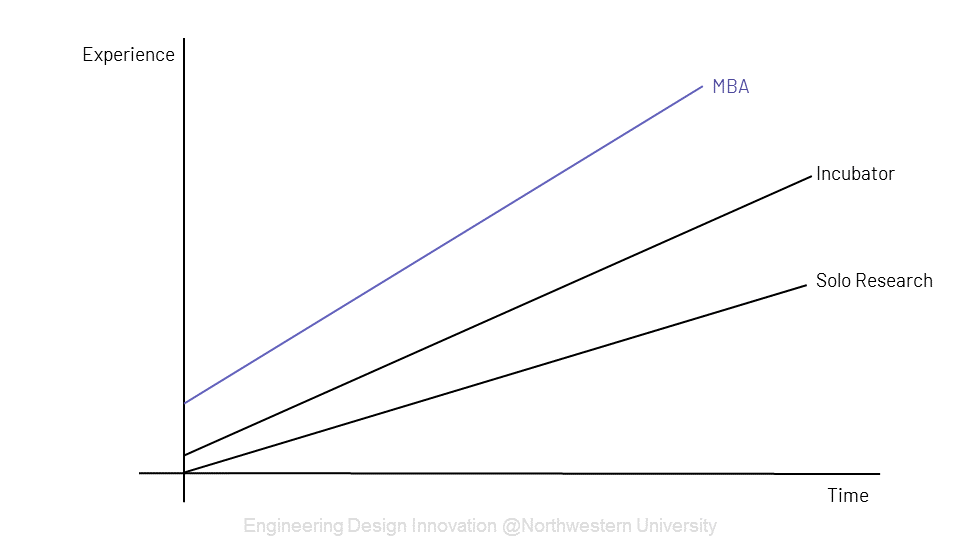 Experience
MBA
Incubator
Solo Research
Time
Engineering Design Innovation @Northwestern University